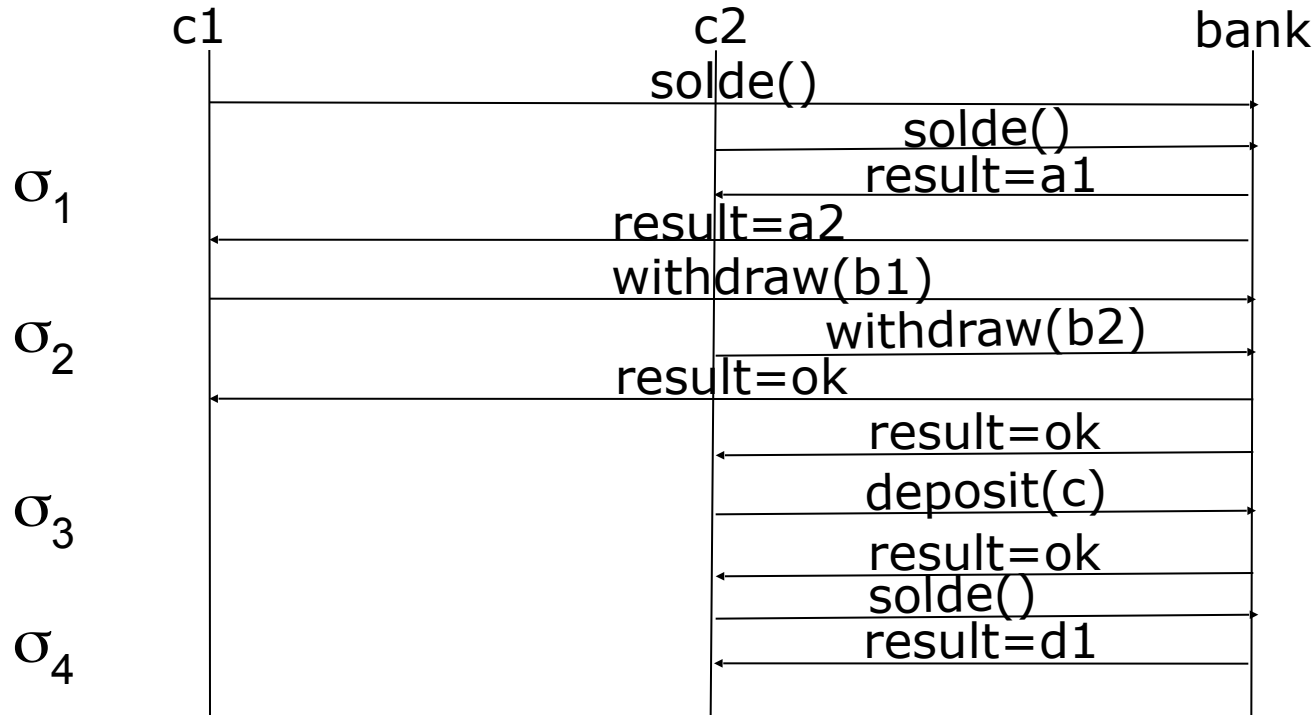 c1 c2 bank
solde()
solde()
σ1 result=a1
result=a2
withdraw(b1)
σ2 withdraw(b2)
result=ok
result=ok
σ3 deposit(c)
result=ok
solde()
σ4 result=d1